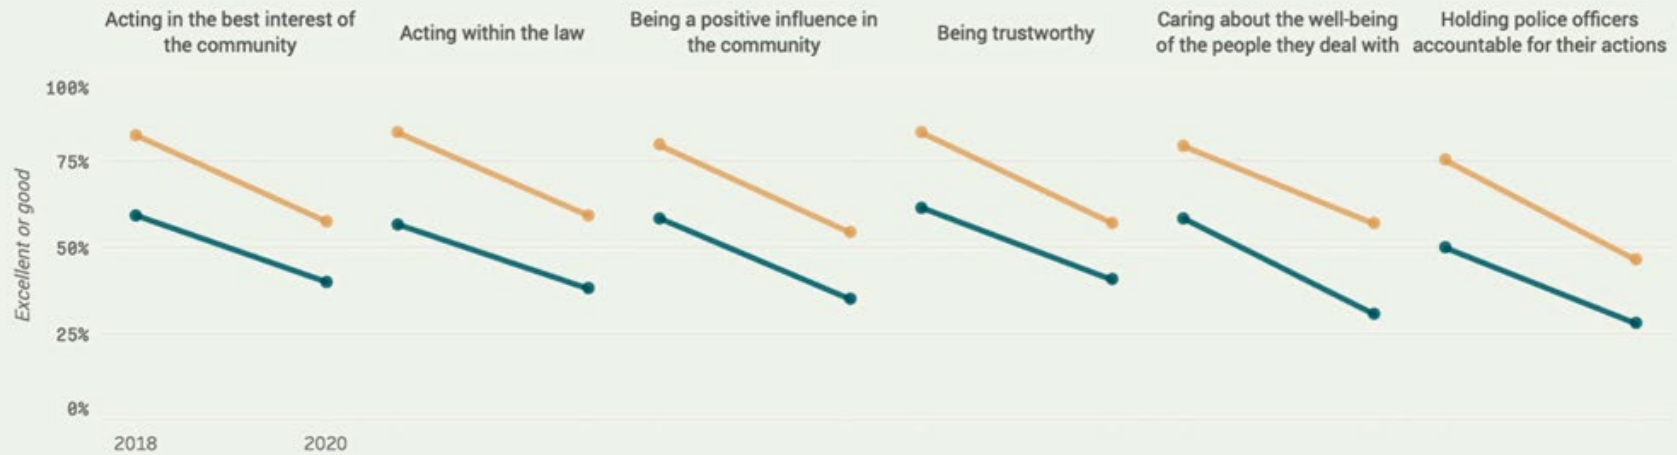 Acting in the best interest of
the community
Acting within the law
Being a positive influence in
the community
Being trustworthy
Caring about the well-being
of the people they deal with
Holding police officers
accountable for their actions
100%
75%
50%
25%
0%
Excellent or good
2018
2020